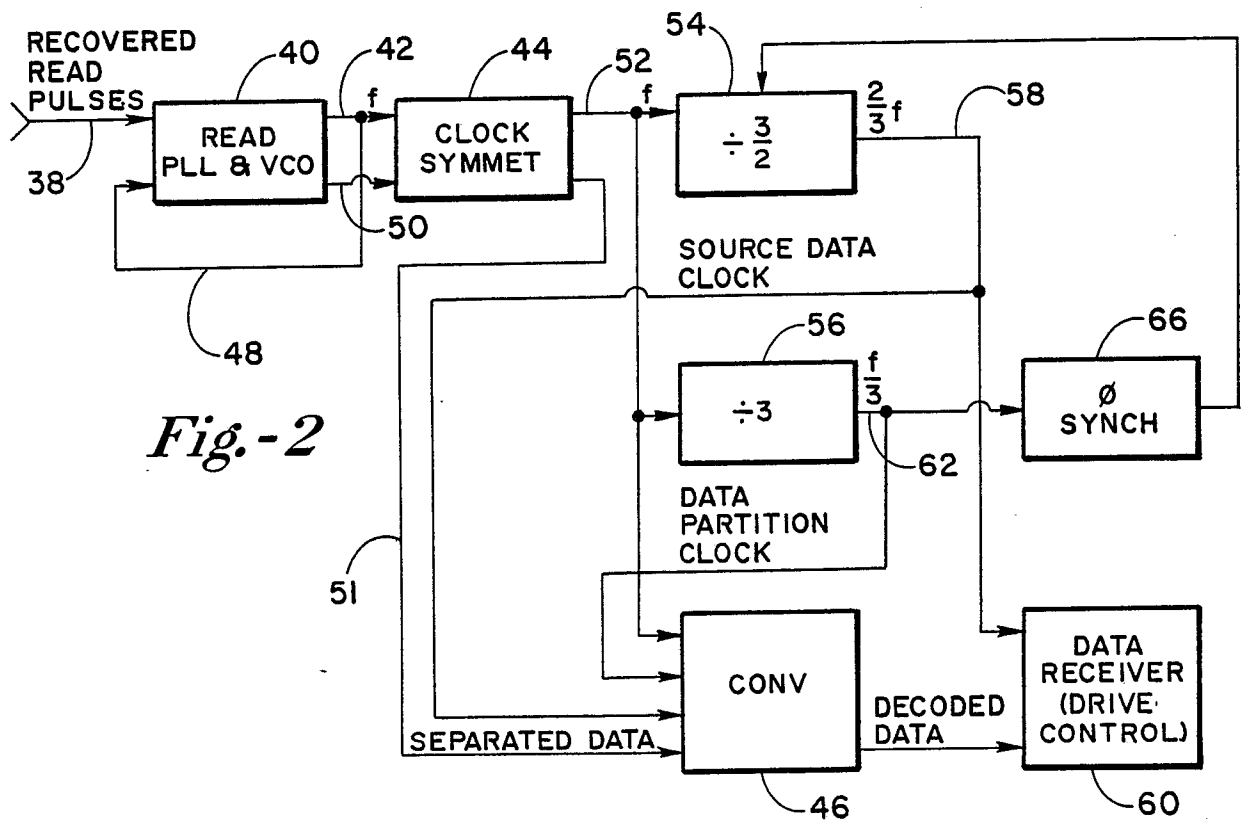 RECOVERED
READ
PULSES
38
40
READ
PLL & VCO
42
f
50
48
44
CLOCK
SYMMET
52
f
51
54
÷ 3/2
2/3 f
58
SOURCE DATA
CLOCK
56
÷3
f/3
62
66
Ø
SYNCH
DATA
PARTITION
CLOCK
Fig.-2
CONV
46
SEPARATED DATA
DECODED
DATA
DATA
RECEIVER
(DRIVE
CONTROL)
60